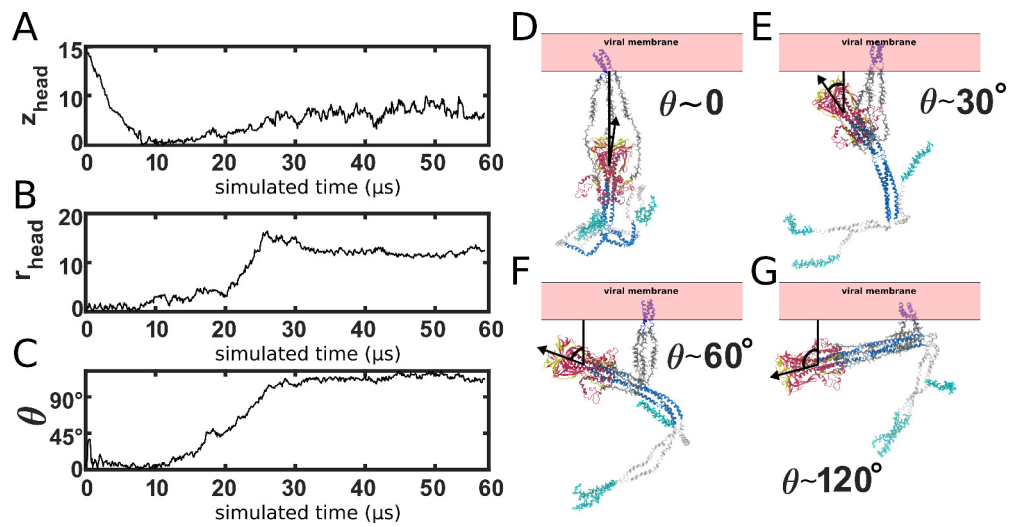 A
15
10
5
0
z_head
0 10 20 30 40 50 60
simulated time (μs)
B
20
10
0
r_head
0 10 20 30 40 50 60
simulated time (μs)
C
90°
45°
0
θ
0 10 20 30 40 50 60
simulated time (μs)
D
viral membrane
θ~0
E
viral membrane
θ~30°
F
viral membrane
θ~60°
G
viral membrane
θ~120°